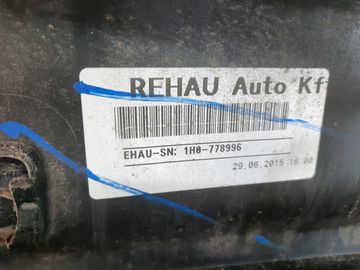 REHAU Auto Kf
EHAU-SN: 1H0-778996
29.06.2015 16:00